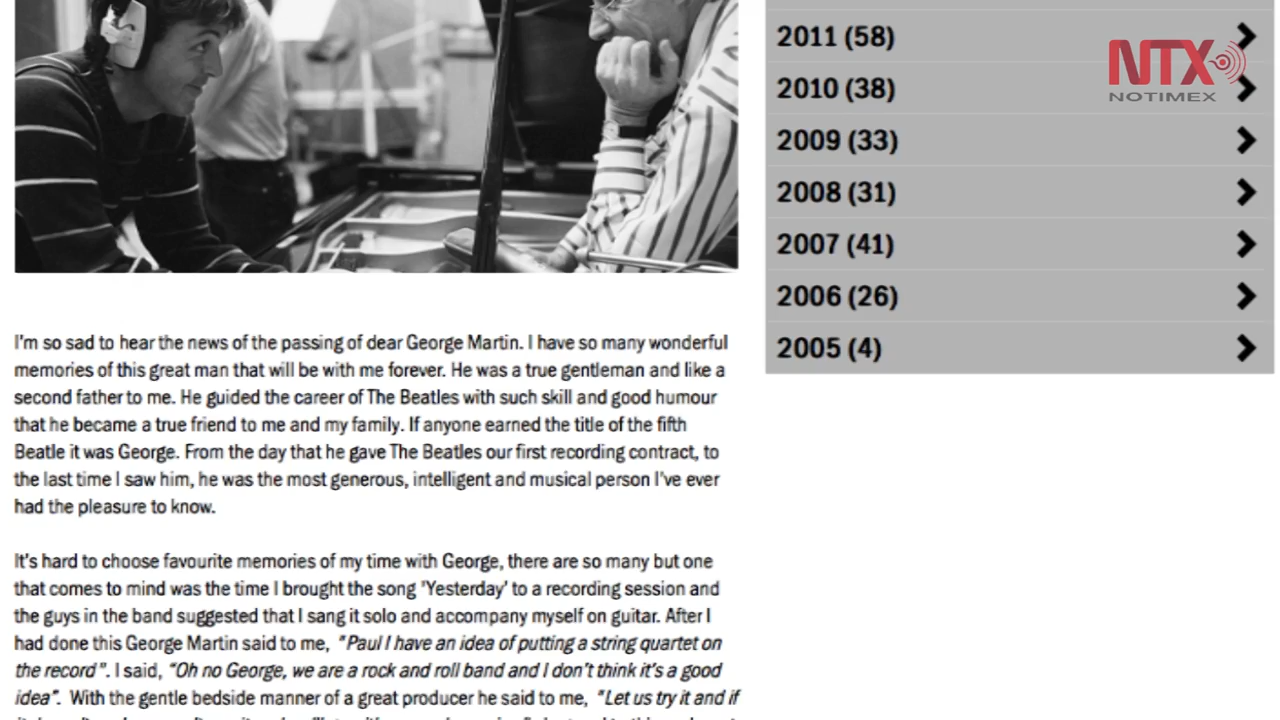 2011 (58)
2010 (38)
2009 (33)
2008 (31)
2007 (41)
2006 (26)
2005 (4)
NTX
NOTIMEX
I'm so sad to hear the news of the passing of dear George Martin. I have so many wonderful
memories of this great man that will be with me forever. He was a true gentleman and like a
second father to me. He guided the career of The Beatles with such skill and good humour
that he became a true friend to me and my family. If anyone earned the title of the fifth
Beatle it was George. From the day that he gave The Beatles our first recording contract, to
the last time I saw him, he was the most generous, intelligent and musical person I've ever
had the pleasure to know.
It's hard to choose favourite memories of my time with George, there are so many but one
that comes to mind was the time I brought the song 'Yesterday' to a recording session and
the guys in the band suggested that I sang it solo and accompany myself on guitar. After I
had done this George Martin said to me, "Paul I have an idea of putting a string quartet on
the record". I said, "Oh no George, we are a rock and roll band and I don't think it's a good
idea". With the gentle bedside manner of a great producer he said to me, "Let us try it and if